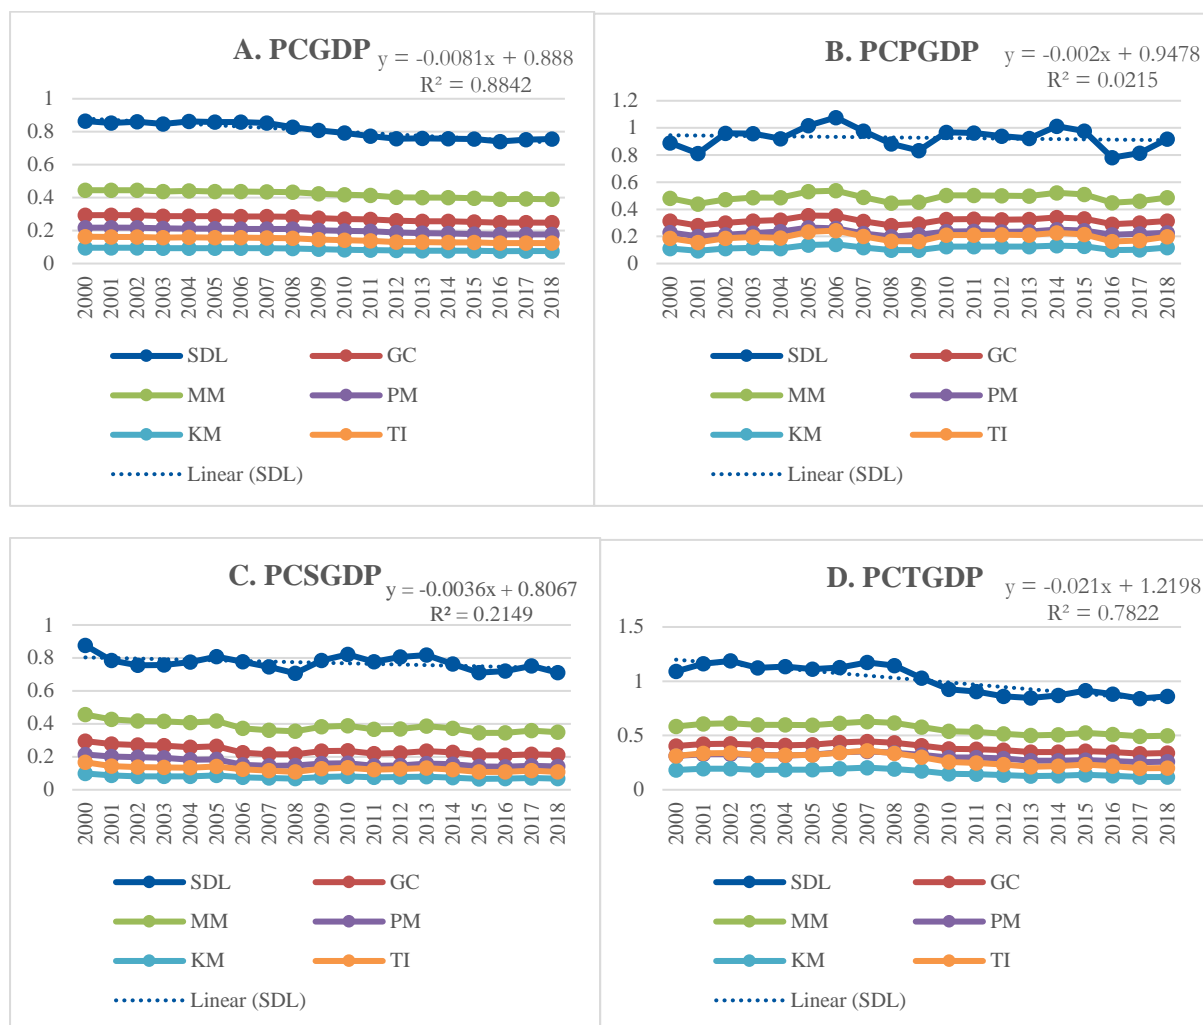 A. PCGDP
y = -0.0081x + 0.888
R² = 0.8842
1
0.8
0.6
0.4
0.2
0
2000 2001 2002 2003 2004 2005 2006 2007 2008 2009 2010 2011 2012 2013 2014 2015 2016 2017 2018
SDL GC
MM PM
KM TI
Linear (SDL)
B. PCPGDP
y = -0.002x + 0.9478
R² = 0.0215
1.2
1
0.8
0.6
0.4
0.2
0
2000 2001 2002 2003 2004 2005 2006 2007 2008 2009 2010 2011 2012 2013 2014 2015 2016 2017 2018
SDL GC
MM PM
KM TI
Linear (SDL)
C. PCSGDP
y = -0.0036x + 0.8067
R² = 0.2149
1
0.8
0.6
0.4
0.2
0
2000 2001 2002 2003 2004 2005 2006 2007 2008 2009 2010 2011 2012 2013 2014 2015 2016 2017 2018
SDL GC
MM PM
KM TI
Linear (SDL)
D. PCTGDP
y = -0.021x + 1.2198
R² = 0.7822
1.5
1
0.5
0
2000 2001 2002 2003 2004 2005 2006 2007 2008 2009 2010 2011 2012 2013 2014 2015 2016 2017 2018
SDL GC
MM PM
KM TI
Linear (SDL)